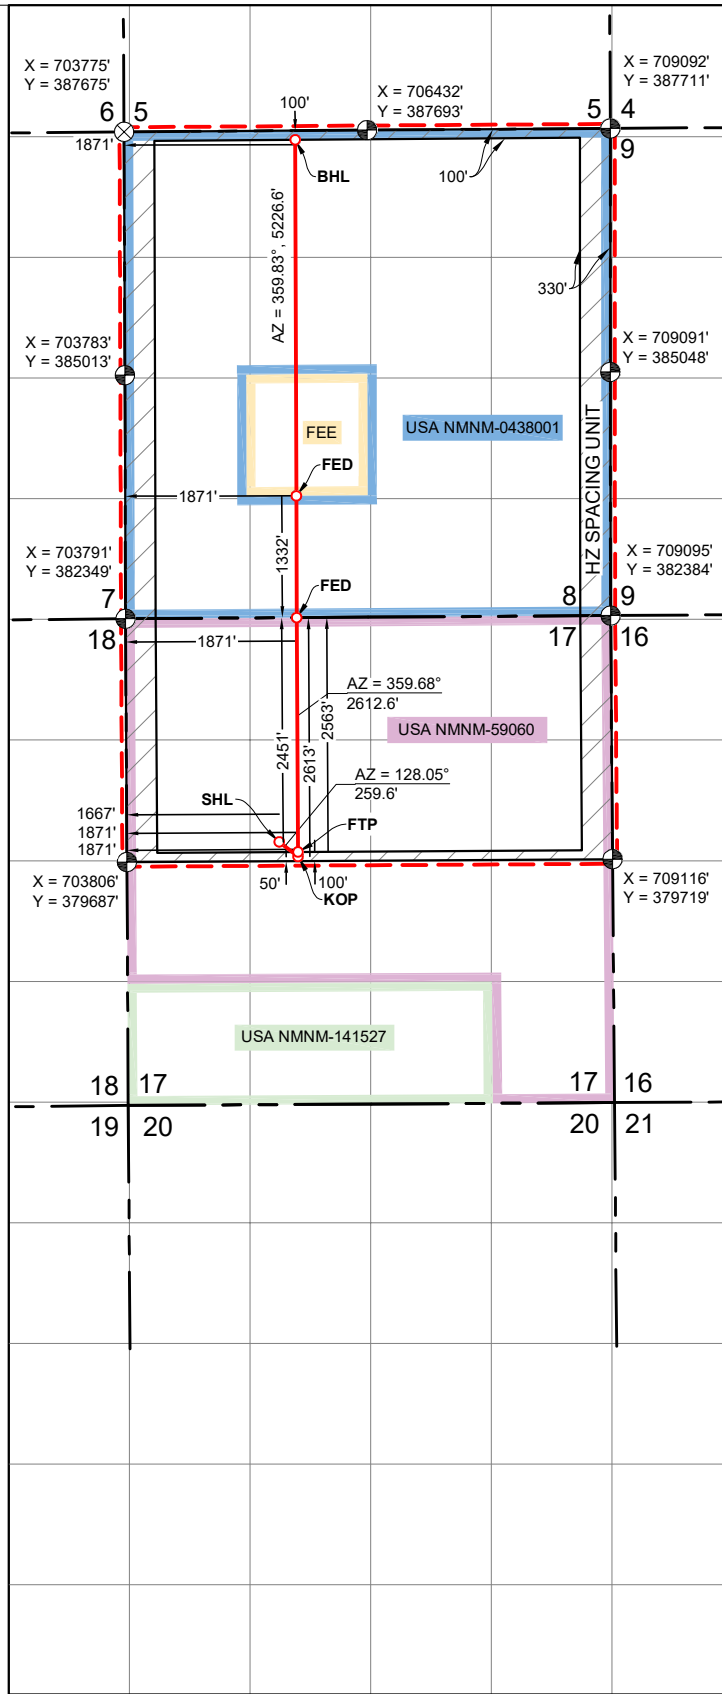 X = 703775'
Y = 387675'
X = 706432'
Y = 387693'
X = 709092'
Y = 387711'
6 5
5 4
9
100'
1871'
BHL
100'
AZ = 359.83°, 5226.6'
330'
X = 703783'
Y = 385013'
X = 709091'
Y = 385048'
FEE
USA NMNM-0438001
HZ SPACING UNIT
FED
1871'
1332'
X = 703791'
Y = 382349'
X = 709095'
Y = 382384'
7
FED
8 9
18
17 16
1871'
AZ = 359.68°
2612.6'
2451'
2613'
2563'
USA NMNM-59060
AZ = 128.05°
259.6'
SHL
1667'
FTP
1871'
1871'
50'
100'
KOP
X = 703806'
Y = 379687'
X = 709116'
Y = 379719'
USA NMNM-141527
18 17
17 16
19 20
20 21